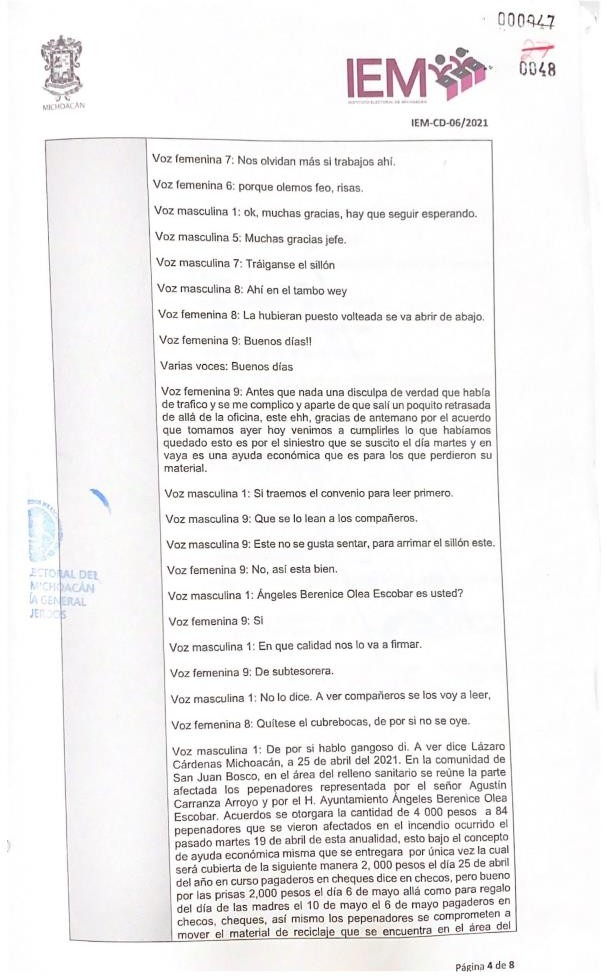 000947
27
0048
MICHOACÁN
IEM
INSTITUTO ELECTORAL DE MICHOACÁN
IEM-CD-06/2021
Voz femenina 7: Nos olvidan más si trabajos ahí.
Voz femenina 6: porque olemos feo, risas.
Voz masculina 1: ok, muchas gracias, hay que seguir esperando.
Voz masculina 5: Muchas gracias jefe.
Voz masculina 7: Tráiganse el sillón
Voz masculina 8: Ahí en el tambo wey
Voz femenina 8: La hubieran puesto volteada se va abrir de abajo.
Voz femenina 9: Buenos días!!
Varias voces: Buenos días
Voz femenina 9: Antes que nada una disculpa de verdad que había
de trafico y se me complico y aparte de que salí un poquito retrasada
de allá de la oficina, este ehh, gracias de antemano por el acuerdo
que tomamos ayer hoy venimos a cumplirles lo que habíamos
quedado esto es por el siniestro que se suscito el día martes y en
vaya es una ayuda económica que es para los que perdieron su
material.
Voz masculina 1: Si traemos el convenio para leer primero.
Voz masculina 9: Que se lo lean a los compañeros.
Voz masculina 9: Este no se gusta sentar, para arrimar el sillón este.
Voz femenina 9: No, así esta bien.
Voz masculina 1: Ángeles Berenice Olea Escobar es usted?
Voz femenina 9: Si
Voz masculina 1: En que calidad nos lo va a firmar.
Voz femenina 9: De subtesorera.
Voz masculina 1: No lo dice. A ver compañeros se los voy a leer,
Voz femenina 8: Quítese el cubrebocas, de por si no se oye.
Voz masculina 1: De por si hablo gangoso di. A ver dice Lázaro
Cárdenas Michoacán, a 25 de abril del 2021. En la comunidad de
San Juan Bosco, en el área del relleno sanitario se reúne la parte
afectada los pepenadores representada por el señor Agustín
Carranza Arroyo y por el H. Ayuntamiento Ángeles Berenice Olea
Escobar. Acuerdos se otorgara la cantidad de 4 000 pesos a 84
pepenadores que se vieron afectados en el incendio ocurrido el
pasado martes 19 de abril de esta anualidad, esto bajo el concepto
de ayuda económica misma que se entregara por única vez la cual
será cubierta de la siguiente manera 2, 000 pesos el día 25 de abril
del año en curso pagaderos en cheques dice en checos, pero bueno
por las prisas 2,000 pesos el día 6 de mayo allá como para regalo
del día de las madres el 10 de mayo el 6 de mayo pagaderos en
checos, cheques, así mismo los pepenadores se comprometen a
mover el material de reciclaje que se encuentra en el área del
ECTORAL DEL
MICHOACÁN
ÍA GENERAL
JERDOS
Página 4 de 8